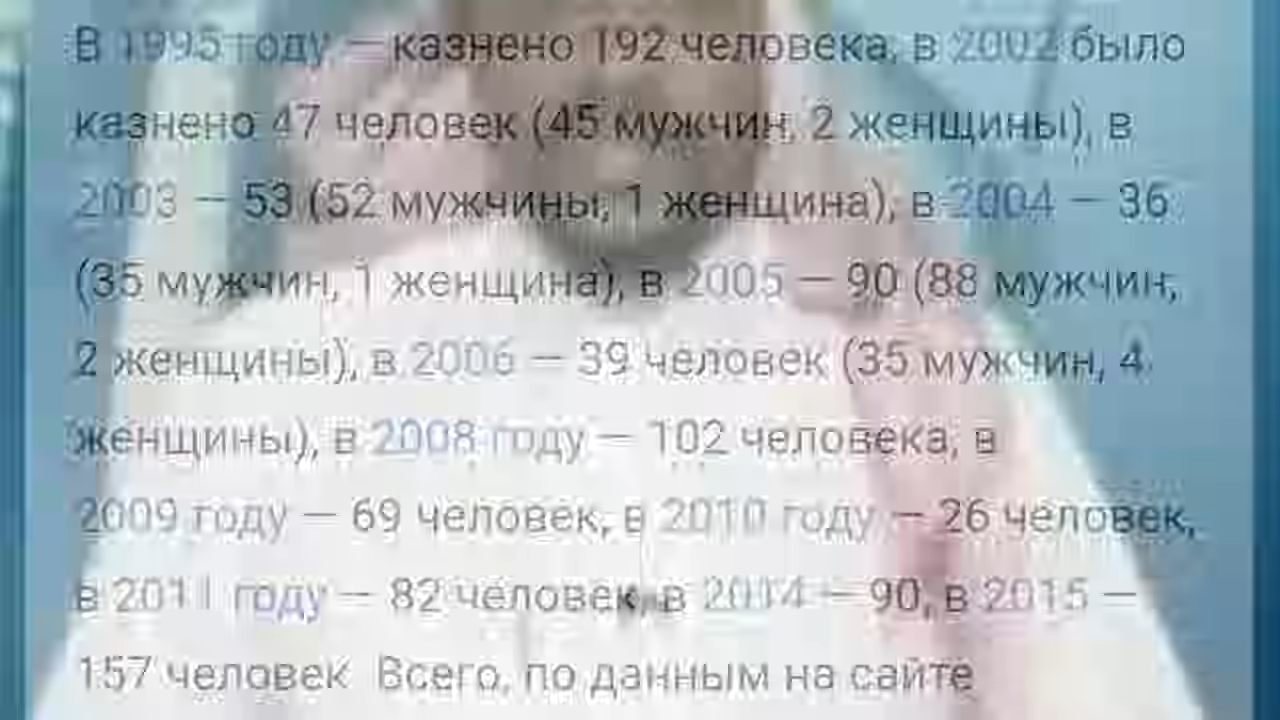 В 1995 году — казнено 192 человека, в 2002 было
казнено 47 человек (45 мужчин, 2 женщины), в
2003 — 53 (52 мужчины, 1 женщина), в 2004 — 36
(35 мужчин, 1 женщина), в 2005 — 90 (88 мужчин,
2 женщины), в 2006 — 39 человек (35 мужчин, 4
женщины), в 2008 году — 102 человека, в
2009 году — 69 человек, в 2010 году — 26 человек,
в 2011 году — 82 человек, в 2014 — 90, в 2015 —
157 человек. Всего, по данным на сайте